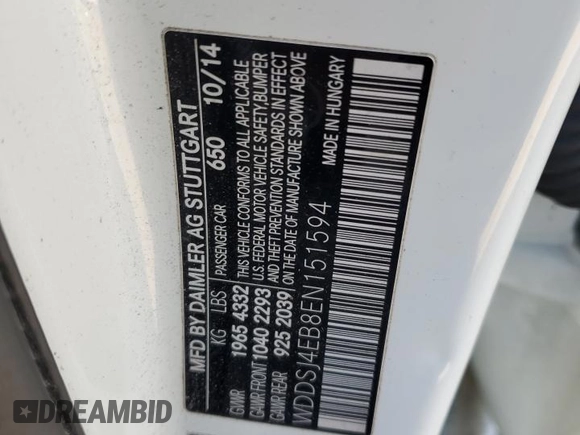 MFD BY DAIMLER AG STUTTGART
KG LBS PASSENGER CAR 650 10/14
GVWR 1965 4332 THIS VEHICLE CONFORMS TO ALL APPLICABLE
GAWR FRONT 1040 2293 U.S. FEDERAL MOTOR VEHICLE SAFETY, BUMPER
GAWR REAR 925 2039 AND THEFT PREVENTION STANDARDS IN EFFECT
ON THE DATE OF MANUFACTURE SHOWN ABOVE
WDDSJ4EB8EN151594 MADE IN HUNGARY
DREAMBID